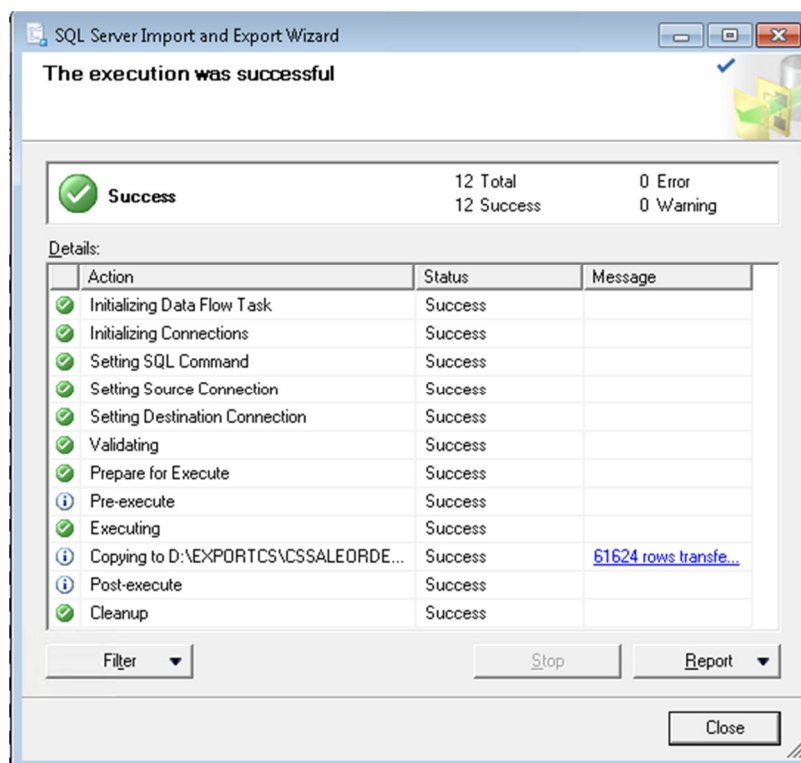 SQL Server Import and Export Wizard
The execution was successful
Success
12 Total 0 Error
12 Success 0 Warning
Details:
Action Status Message
Initializing Data Flow Task Success
Initializing Connections Success
Setting SQL Command Success
Setting Source Connection Success
Setting Destination Connection Success
Validating Success
Prepare for Execute Success
Pre-execute Success
Executing Success
Copying to D:\EXPORTCS\CSSALEORDE... Success 61624 rows transfe...
Post-execute Success
Cleanup Success
Filter Stop Report
Close